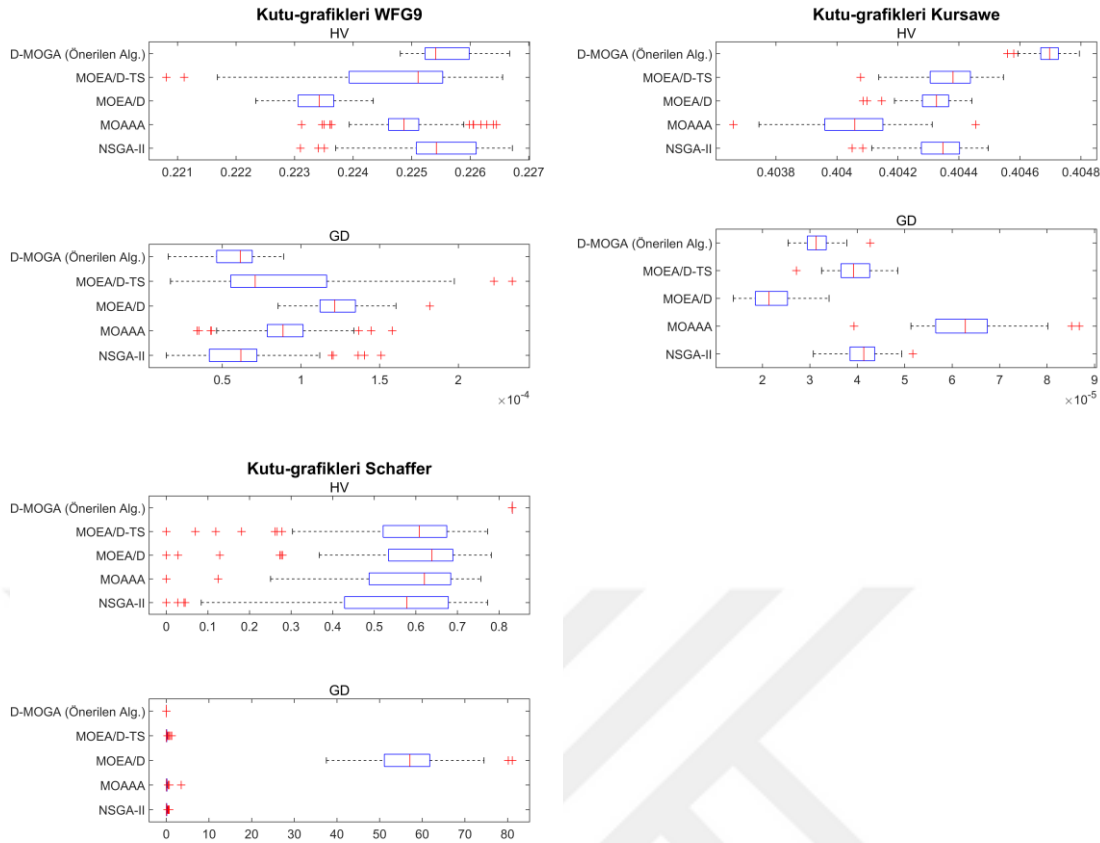 Kutu-grafikleri WFG9
HV
D-MOGA (Önerilen Alg.)
MOEA/D-TS
MOEA/D
MOAAA
NSGA-II
0.221 0.222 0.223 0.224 0.225 0.226 0.227
GD
D-MOGA (Önerilen Alg.)
MOEA/D-TS
MOEA/D
MOAAA
NSGA-II
0.5 1 1.5 2
×10⁻⁴
Kutu-grafikleri Kursawe
HV
D-MOGA (Önerilen Alg.)
MOEA/D-TS
MOEA/D
MOAAA
NSGA-II
0.4038 0.404 0.4042 0.4044 0.4046 0.4048
GD
D-MOGA (Önerilen Alg.)
MOEA/D-TS
MOEA/D
MOAAA
NSGA-II
2 3 4 5 6 7 8 9
×10⁻⁵
Kutu-grafikleri Schaffer
HV
D-MOGA (Önerilen Alg.)
MOEA/D-TS
MOEA/D
MOAAA
NSGA-II
0 0.1 0.2 0.3 0.4 0.5 0.6 0.7 0.8
GD
D-MOGA (Önerilen Alg.)
MOEA/D-TS
MOEA/D
MOAAA
NSGA-II
0 10 20 30 40 50 60 70 80